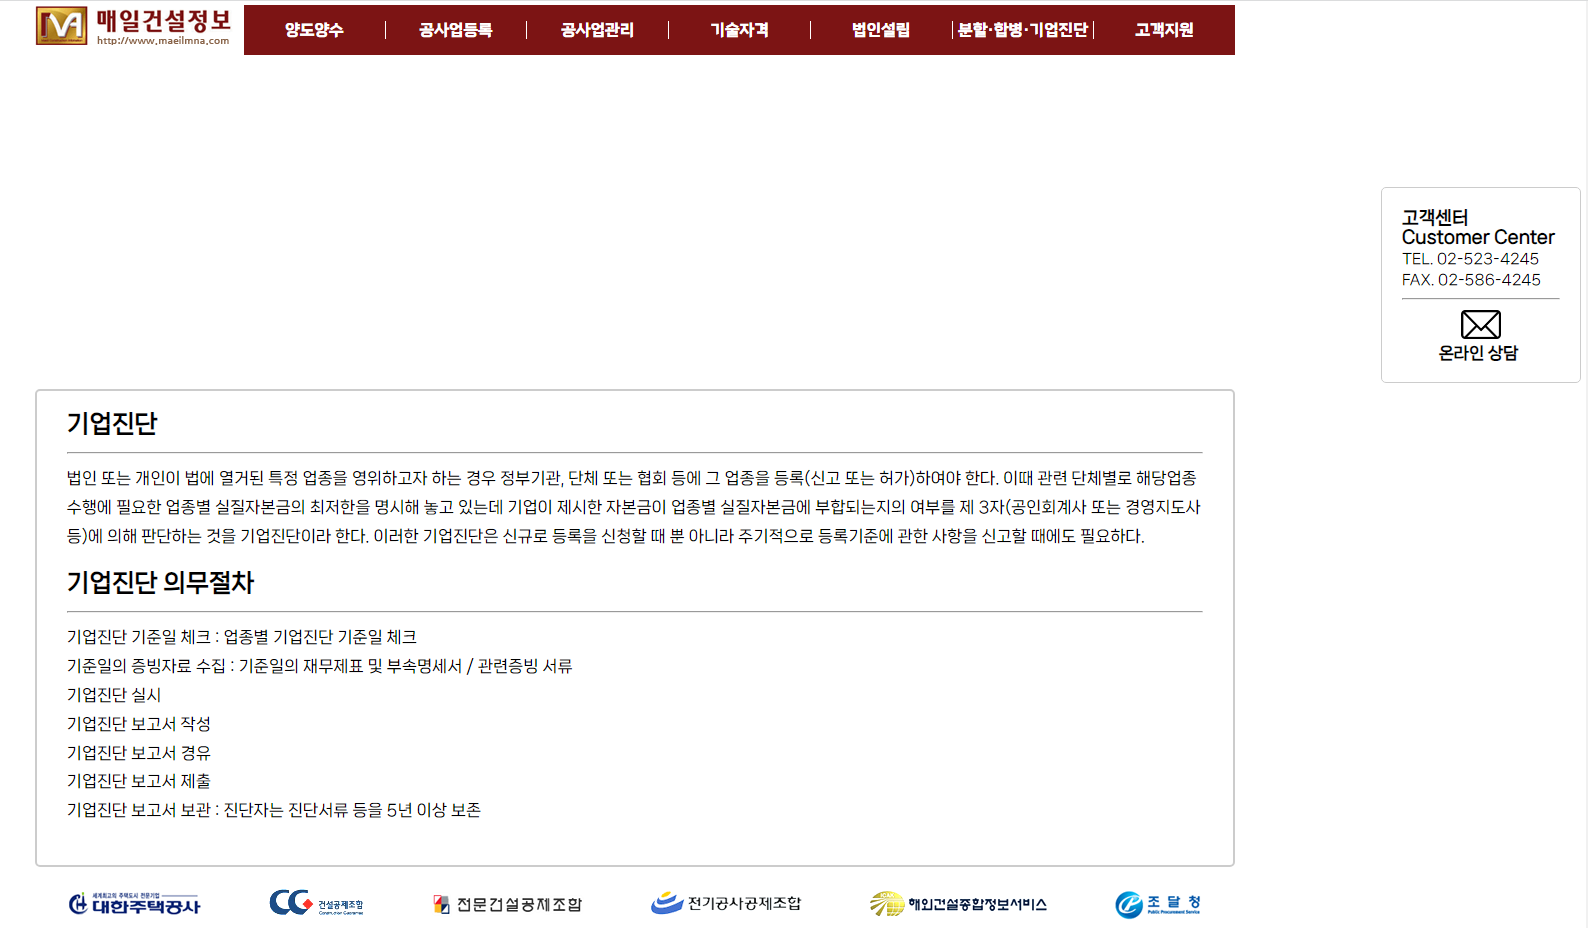 매일건설정보
http://www.maeilmna.com
양도양수
공사업등록
공사업관리
기술자격
법인설립
분할·합병·기업진단
고객지원
고객센터
Customer Center
TEL. 02-523-4245
FAX. 02-586-4245
온라인 상담
기업진단
법인 또는 개인이 법에 열거된 특정 업종을 영위하고자 하는 경우 정부기관, 단체 또는 협회 등에 그 업종을 등록(신고 또는 허가)하여야 한다. 이때 관련 단체별로 해당업종
수행에 필요한 업종별 실질자본금의 최저한을 명시해 놓고 있는데 기업이 제시한 자본금이 업종별 실질자본금에 부합되는지의 여부를 제 3자(공인회계사 또는 경영지도사
등)에 의해 판단하는 것을 기업진단이라 한다. 이러한 기업진단은 신규로 등록을 신청할 때 뿐 아니라 주기적으로 등록기준에 관한 사항을 신고할 때에도 필요하다.
기업진단 의무절차
기업진단 기준일 체크 : 업종별 기업진단 기준일 체크
기준일의 증빙자료 수집 : 기준일의 재무제표 및 부속명세서 / 관련증빙 서류
기업진단 실시
기업진단 보고서 작성
기업진단 보고서 경유
기업진단 보고서 제출
기업진단 보고서 보관 : 진단자는 진단서류 등을 5년 이상 보존
세계최고의 주택도시 전문기업
대한주택공사
CG 건설공제조합
Construction Guarantee
전문건설공제조합
전기공사공제조합
해외건설종합정보서비스
조달청
Public Procurement Service